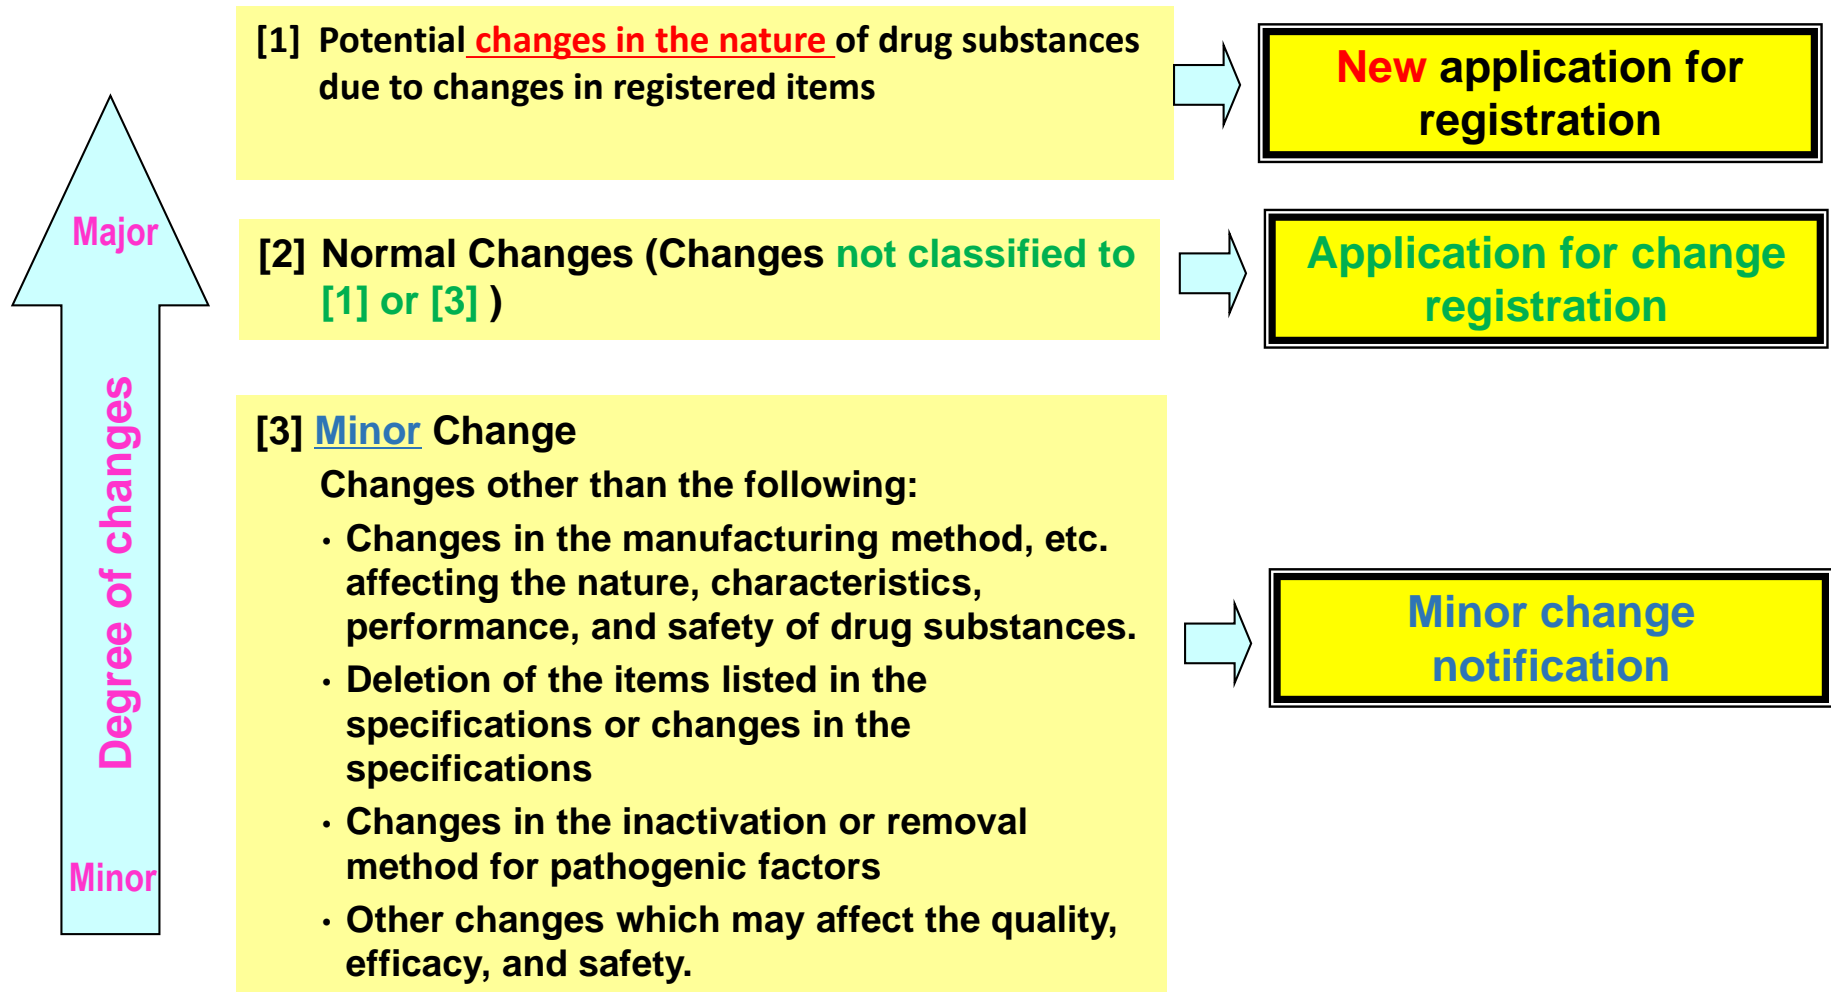 [1] Potential changes in the nature of drug substances
due to changes in registered items
New application for
registration
Major
[2] Normal Changes (Changes not classified to
[1] or [3] )
Application for change
registration
Degree of changes
[3] Minor Change
Changes other than the following:
・Changes in the manufacturing method, etc.
affecting the nature, characteristics,
performance, and safety of drug substances.
・Deletion of the items listed in the
specifications or changes in the
specifications
・Changes in the inactivation or removal
method for pathogenic factors
・Other changes which may affect the quality,
efficacy, and safety.
Minor change
notification
Minor